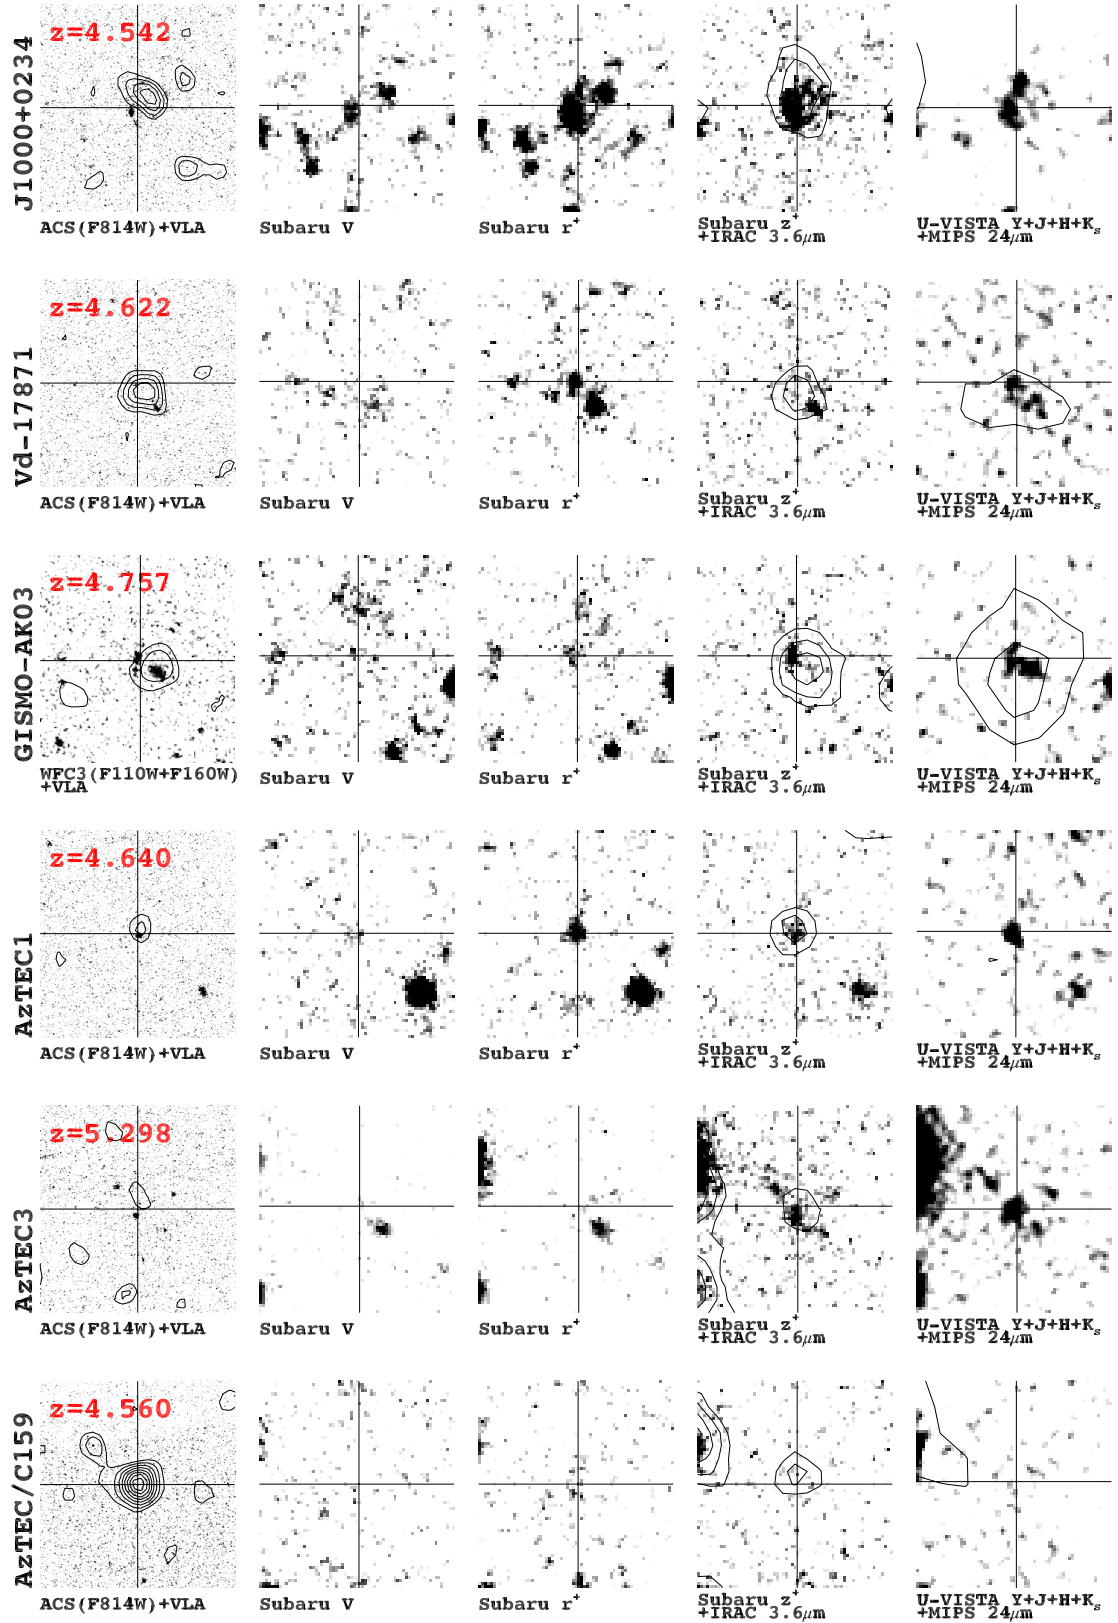 J1000+0234
z=4.542
ACS(F814W)+VLA
Subaru V
Subaru r⁺
Subaru z⁺
+IRAC 3.6μm
U-VISTA Y+J+H+Kₛ
+MIPS 24μm
Vd-17871
z=4.622
ACS(F814W)+VLA
Subaru V
Subaru r⁺
Subaru z⁺
+IRAC 3.6μm
U-VISTA Y+J+H+Kₛ
+MIPS 24μm
GISMO-AK03
z=4.757
WFC3(F110W+F160W)
+VLA
Subaru V
Subaru r⁺
Subaru z⁺
+IRAC 3.6μm
U-VISTA Y+J+H+Kₛ
+MIPS 24μm
AzTEC1
z=4.640
ACS(F814W)+VLA
Subaru V
Subaru r⁺
Subaru z⁺
+IRAC 3.6μm
U-VISTA Y+J+H+Kₛ
+MIPS 24μm
AzTEC3
z=5.298
ACS(F814W)+VLA
Subaru V
Subaru r⁺
Subaru z⁺
+IRAC 3.6μm
U-VISTA Y+J+H+Kₛ
+MIPS 24μm
AzTEC/C159
z=4.560
ACS(F814W)+VLA
Subaru V
Subaru r⁺
Subaru z⁺
+IRAC 3.6μm
U-VISTA Y+J+H+Kₛ
+MIPS 24μm